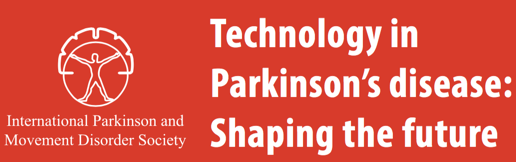 International Parkinson and
Movement Disorder Society
Technology in
Parkinson's disease:
Shaping the future